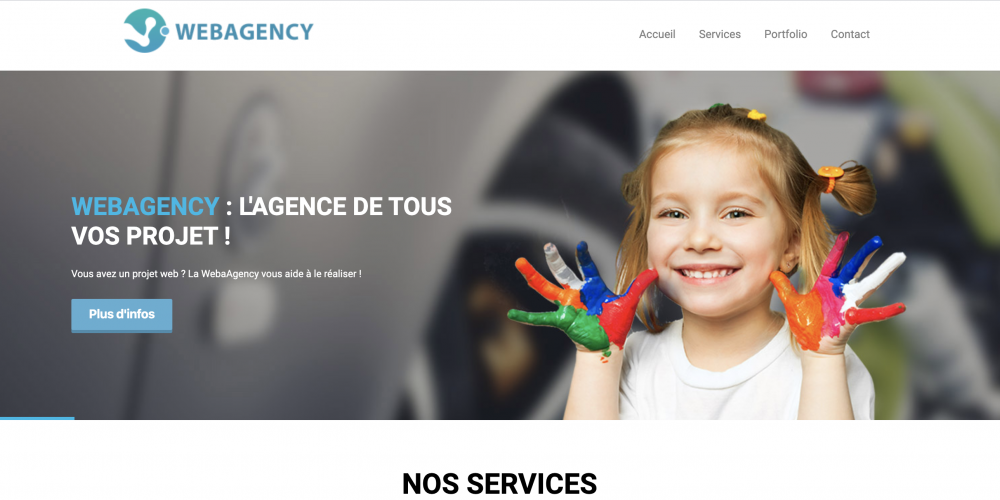 WEBAGENCY
Accueil Services Portfolio Contact
WEBAGENCY : L'AGENCE DE TOUS
VOS PROJET !
Vous avez un projet web ? La WebaAgency vous aide à le réaliser !
Plus d'infos
NOS SERVICES